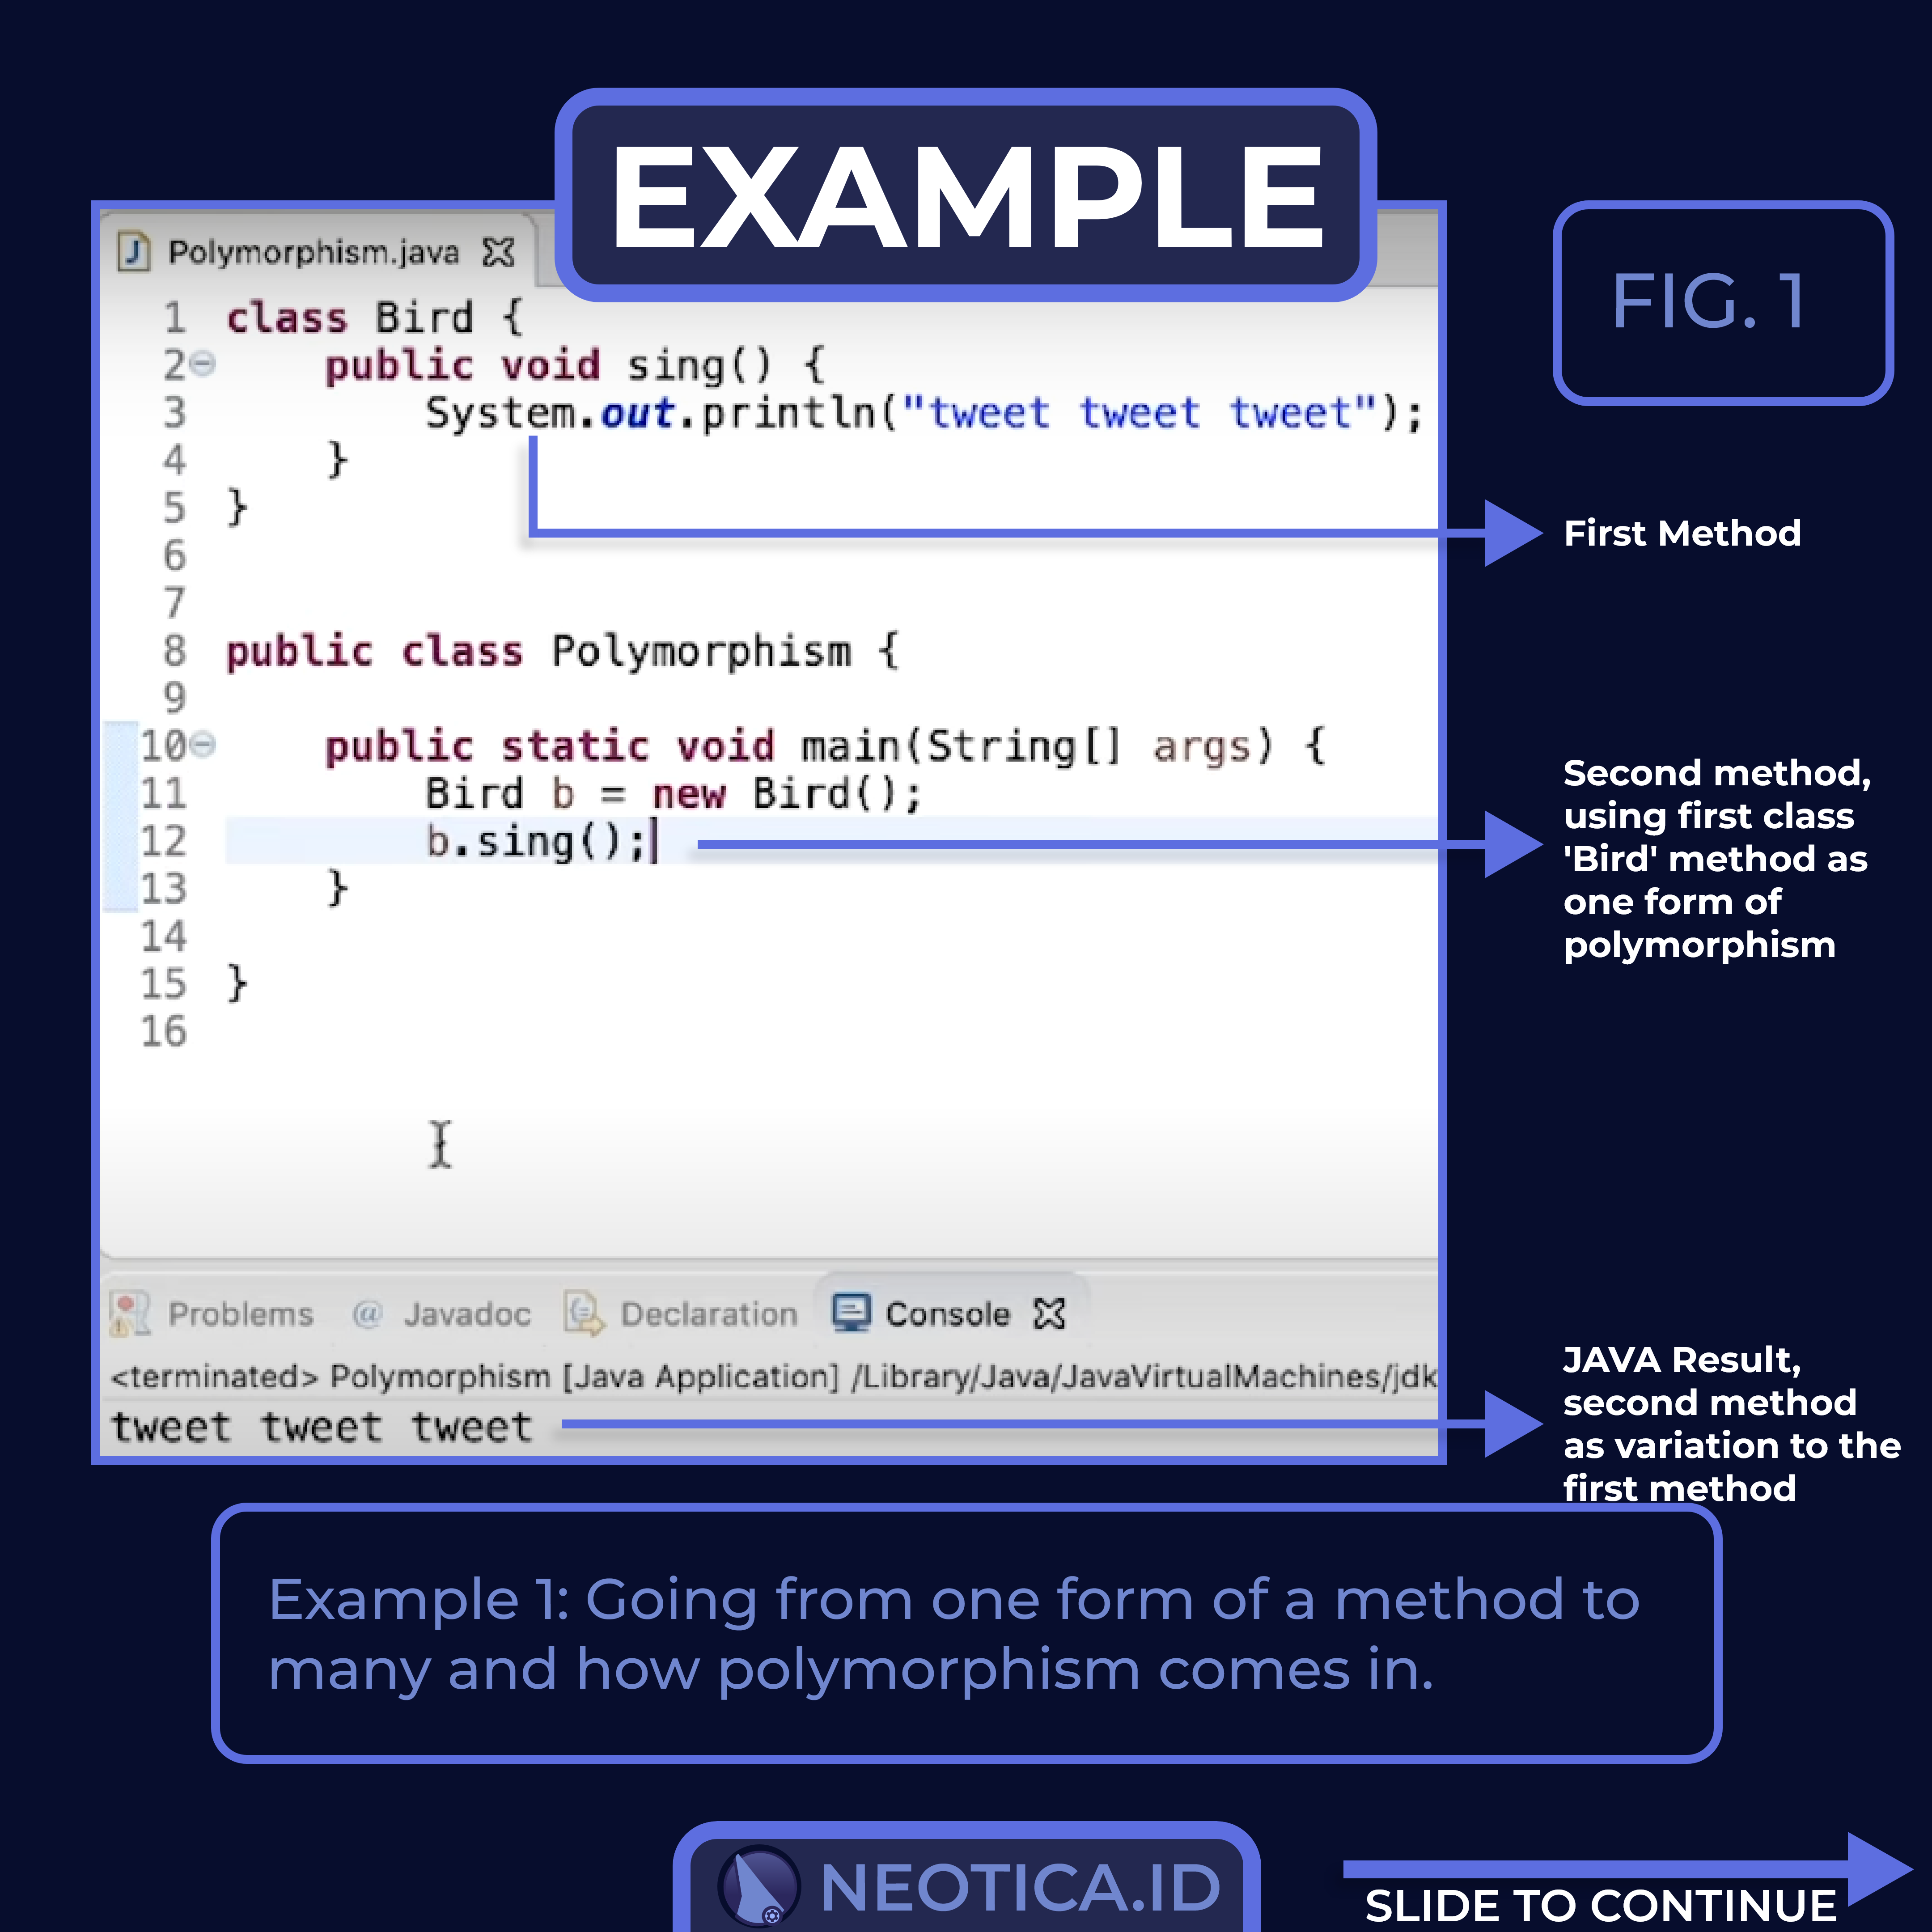 EXAMPLE
FIG. 1
Polymorphism.java
1 class Bird {
2 public void sing() {
3 System.out.println("tweet tweet tweet");
4 }
5 }
6
7
8 public class Polymorphism {
9
10 public static void main(String[] args) {
11 Bird b = new Bird();
12 b.sing();
13 }
14
15 }
16
First Method
Second method,
using first class
'Bird' method as
one form of
polymorphism
Problems @ Javadoc Declaration Console
<terminated> Polymorphism [Java Application] /Library/Java/JavaVirtualMachines/jdk
tweet tweet tweet
JAVA Result,
second method
as variation to the
first method
Example 1: Going from one form of a method to
many and how polymorphism comes in.
NEOTICA.ID
SLIDE TO CONTINUE